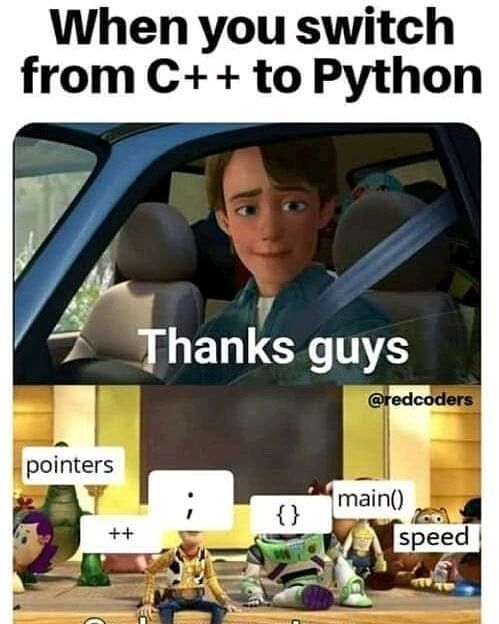 When you switch
from C++ to Python
Thanks guys
@redcoders
pointers
;
{}
main()
++
speed